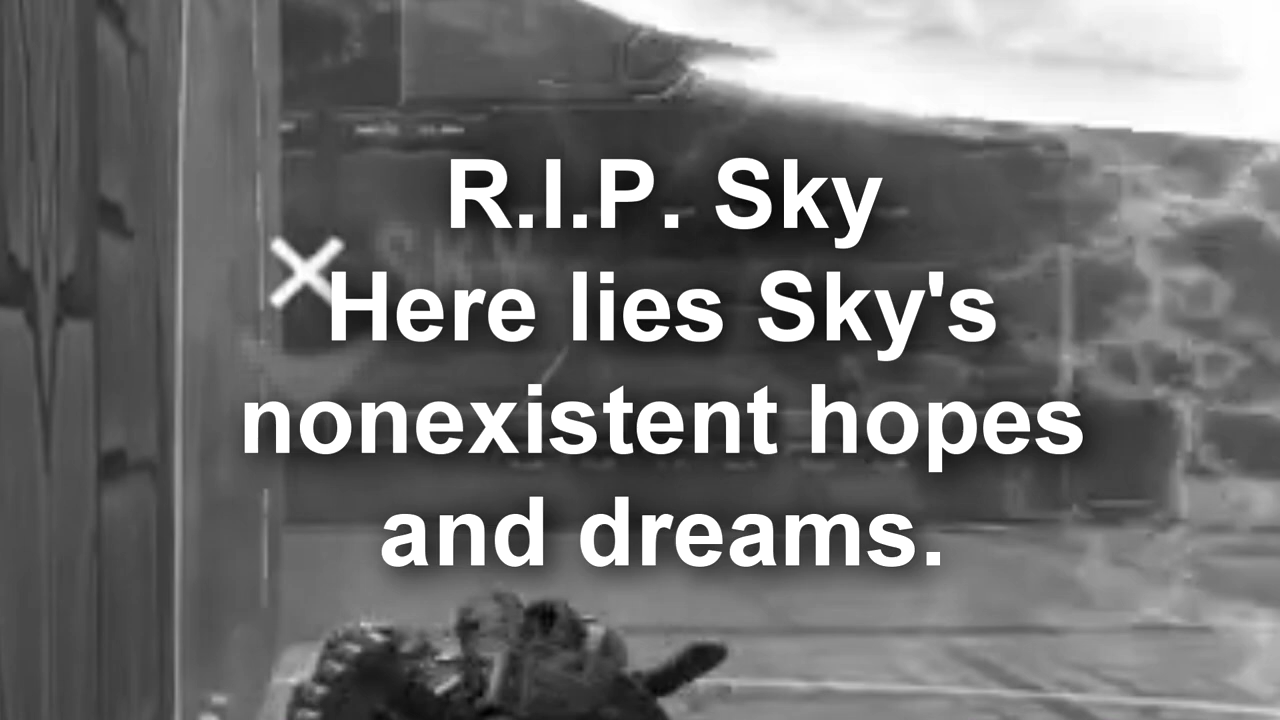 R.I.P. Sky
Here lies Sky's
nonexistent hopes
and dreams.